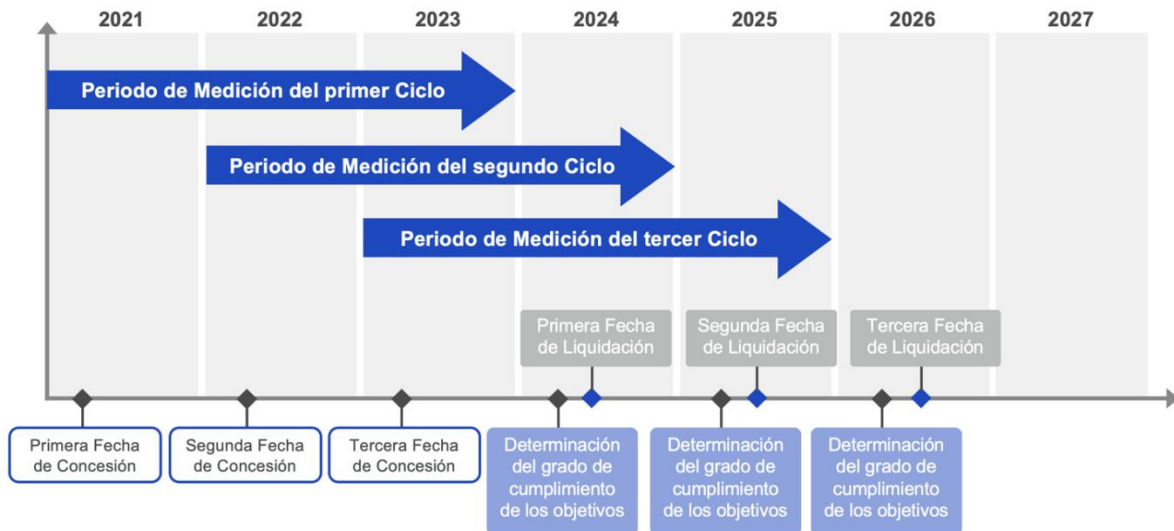 2021
2022
2023
2024
2025
2026
2027
Periodo de Medición del primer Ciclo
Periodo de Medición del segundo Ciclo
Periodo de Medición del tercer Ciclo
Primera Fecha
de Liquidación
Segunda Fecha
de Liquidación
Tercera Fecha
de Liquidación
Primera Fecha
de Concesión
Segunda Fecha
de Concesión
Tercera Fecha
de Concesión
Determinación
del grado de
cumplimiento
de los objetivos
Determinación
del grado de
cumplimiento
de los objetivos
Determinación
del grado de
cumplimiento
de los objetivos